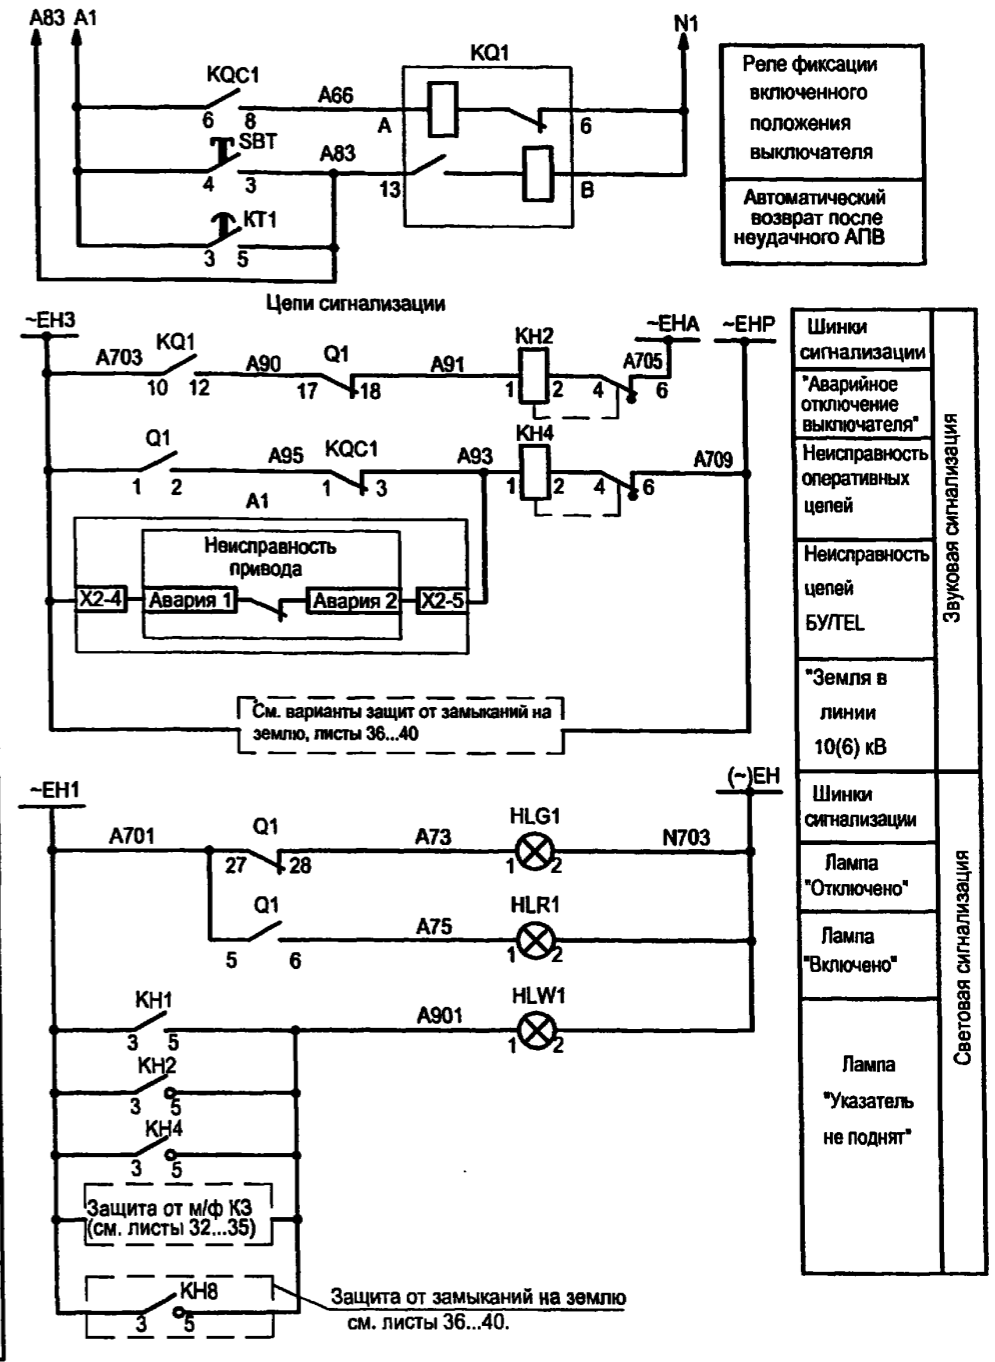 A83 A1
N1
KQC1
KQ1
A66
6 8
A
6
SBT
A83
4 3
13
B
KT1
3 5
Реле фиксации
включенного
положения
выключателя
Автоматический
возврат после
неудачного АПВ
Цепи сигнализации
~EH3
~EHA ~EHP
A703
KQ1
A90
Q1
A91
KH2
A705
10 12
17 18
1 2
4 6
Q1
A95
KQC1
A93
KH4
A709
1 2
1 3
1 2
4 6
A1
Неисправность
привода
X2-4
Авария 1
Авария 2
X2-5
См. варианты защит от замыканий на
землю, листы 36...40
Шинки
сигнализации
"Аварийное
отключение
выключателя"
Неисправность
оперативных
цепей
Неисправность
цепей
БУ/TEL
"Земля в
линии
10(6) кВ
Звуковая сигнализация
~EH1
(~)EH
A701
Q1
A73
HLG1
N703
27 28
1 2
Q1
A75
HLR1
5 6
1 2
KH1
A901
HLW1
3 5
1 2
KH2
3 5
KH4
3 5
Защита от м/ф КЗ
(см. листы 32...35)
KH8
3 5
Защита от замыканий на землю
см. листы 36...40.
Шинки
сигнализации
Лампа
"Отключено"
Лампа
"Включено"
Лампа
"Указатель
не поднят"
Световая сигнализация